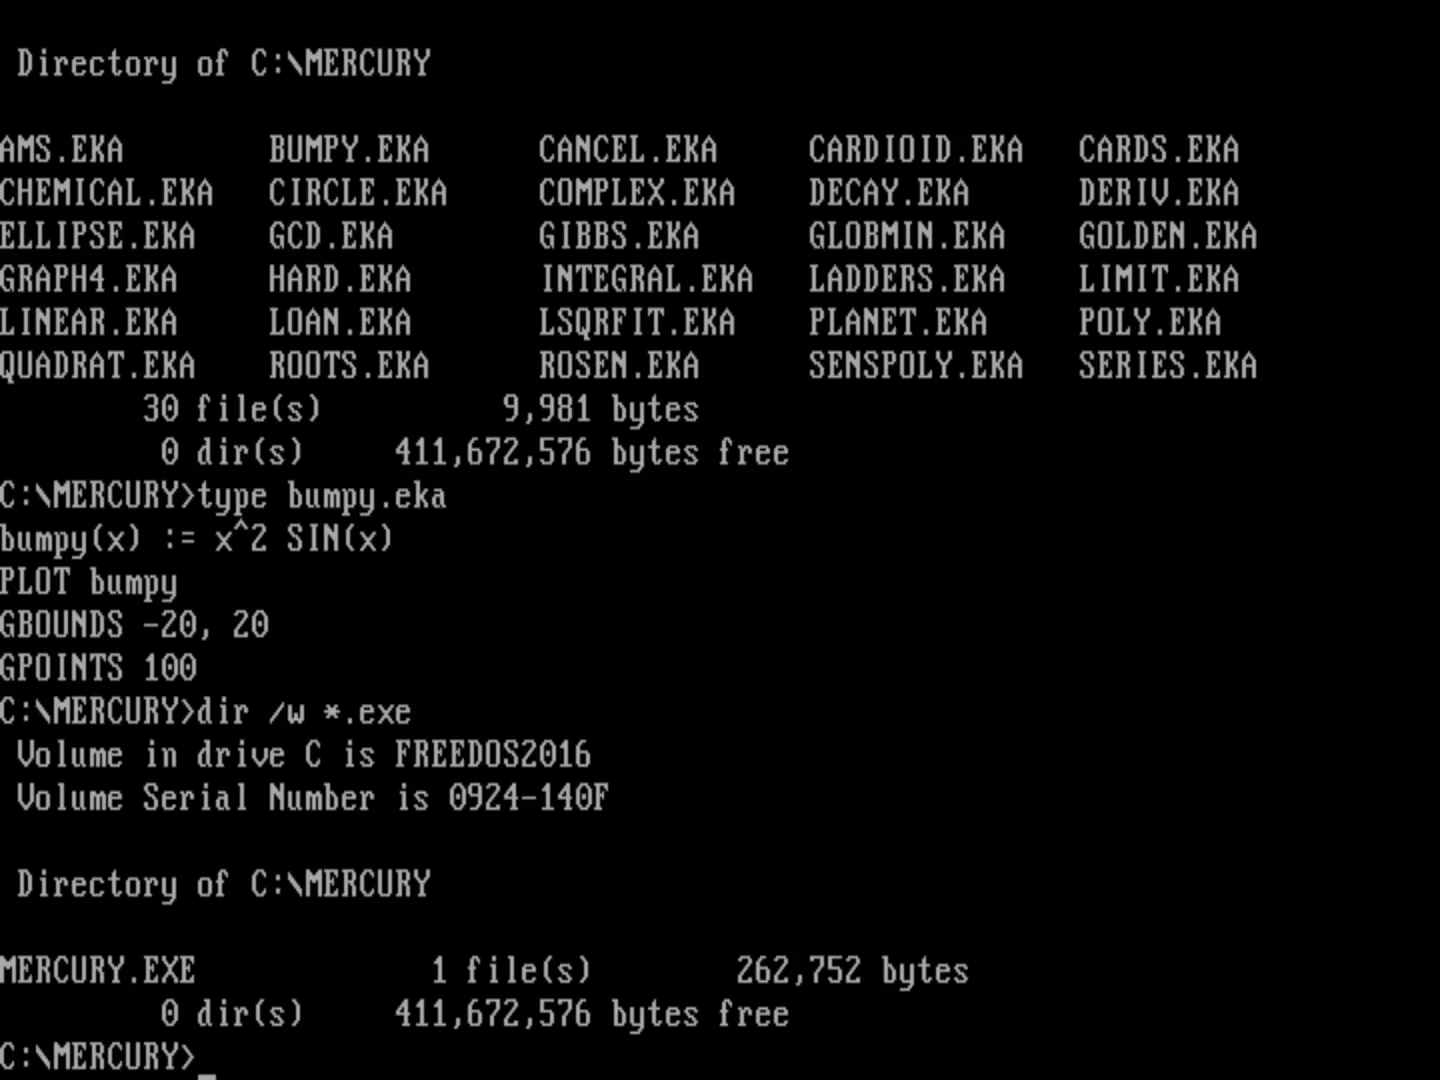 Directory of C:\MERCURY
AMS.EKA BUMPY.EKA CANCEL.EKA CARDIOID.EKA CARDS.EKA
CHEMICAL.EKA CIRCLE.EKA COMPLEX.EKA DECAY.EKA DERIV.EKA
ELLIPSE.EKA GCD.EKA GIBBS.EKA GLOBMIN.EKA GOLDEN.EKA
GRAPH4.EKA HARD.EKA INTEGRAL.EKA LADDERS.EKA LIMIT.EKA
LINEAR.EKA LOAN.EKA LSQRFIT.EKA PLANET.EKA POLY.EKA
QUADRAT.EKA ROOTS.EKA ROSEN.EKA SENSPOLY.EKA SERIES.EKA
30 file(s) 9,981 bytes
0 dir(s) 411,672,576 bytes free
C:\MERCURY>type bumpy.eka
bumpy(x) := x^2 SIN(x)
PLOT bumpy
GBOUNDS -20, 20
GPOINTS 100
C:\MERCURY>dir /w *.exe
Volume in drive C is FREEDOS2016
Volume Serial Number is 0924-140F
Directory of C:\MERCURY
MERCURY.EXE 1 file(s) 262,752 bytes
0 dir(s) 411,672,576 bytes free
C:\MERCURY>_